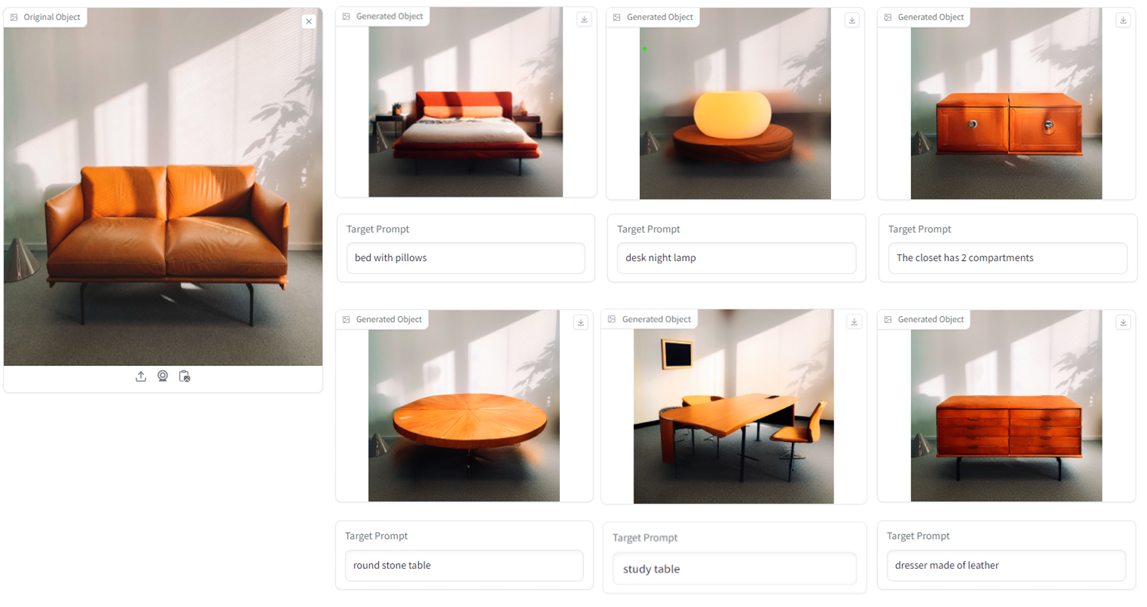 Original Object
Generated Object
Generated Object
Generated Object
Target Prompt
bed with pillows
Target Prompt
desk night lamp
Target Prompt
The closet has 2 compartments
Generated Object
Generated Object
Generated Object
Target Prompt
round stone table
Target Prompt
study table
Target Prompt
dresser made of leather